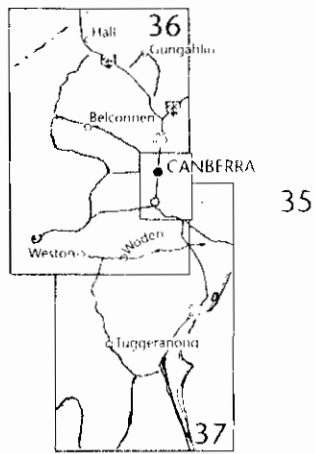 36
Hall
Gungahlin
Belconnen
CANBERRA
35
Weston
Woden
Tuggeranong
37